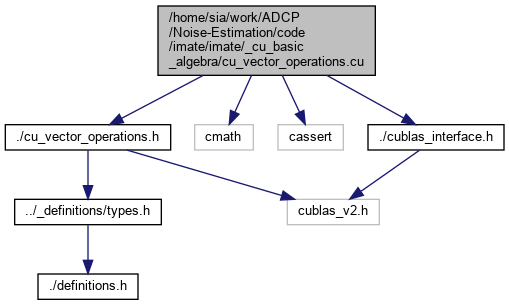 /home/sia/work/ADCP
/Noise-Estimation/code
/imate/imate/_cu_basic
_algebra/cu_vector_operations.cu
./cu_vector_operations.h
cmath
cassert
./cublas_interface.h
../_definitions/types.h
cublas_v2.h
./definitions.h